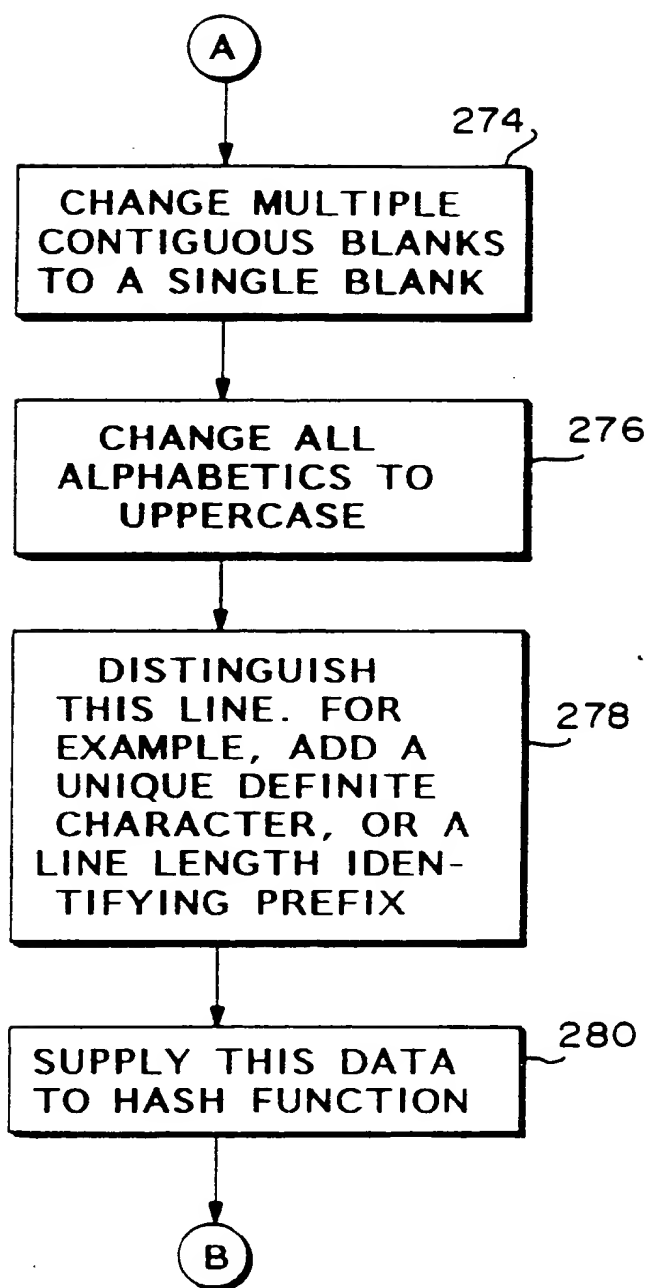 A
274
CHANGE MULTIPLE
CONTIGUOUS BLANKS
TO A SINGLE BLANK
276
CHANGE ALL
ALPHABETICS TO
UPPERCASE
278
DISTINGUISH
THIS LINE. FOR
EXAMPLE, ADD A
UNIQUE DEFINITE
CHARACTER, OR A
LINE LENGTH IDEN-
TIFYING PREFIX
280
SUPPLY THIS DATA
TO HASH FUNCTION
B